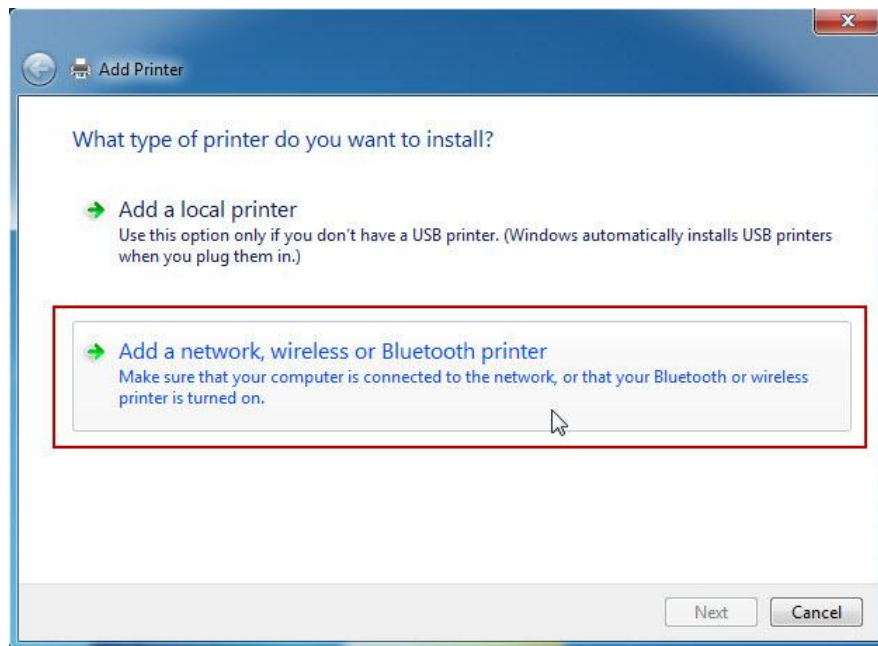 Add Printer
What type of printer do you want to install?
Add a local printer
Use this option only if you don't have a USB printer. (Windows automatically installs USB printers
when you plug them in.)
Add a network, wireless or Bluetooth printer
Make sure that your computer is connected to the network, or that your Bluetooth or wireless
printer is turned on.
Next
Cancel